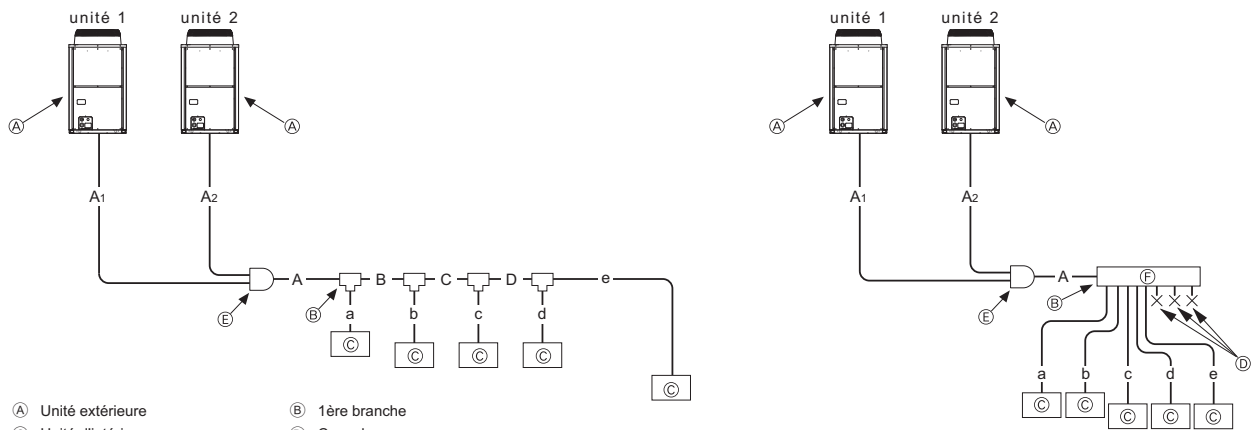 unité 1 unité 2 unité 1 unité 2
Ⓐ Ⓐ Ⓐ Ⓐ
A1 A2 A1 A2
A B C D e A Ⓕ
Ⓔ Ⓑ a b c d Ⓔ Ⓑ
Ⓒ Ⓒ Ⓒ Ⓒ Ⓓ
a b c d e
Ⓒ Ⓒ Ⓒ Ⓒ Ⓒ Ⓒ
Ⓐ Unité extérieure Ⓑ 1ère branche